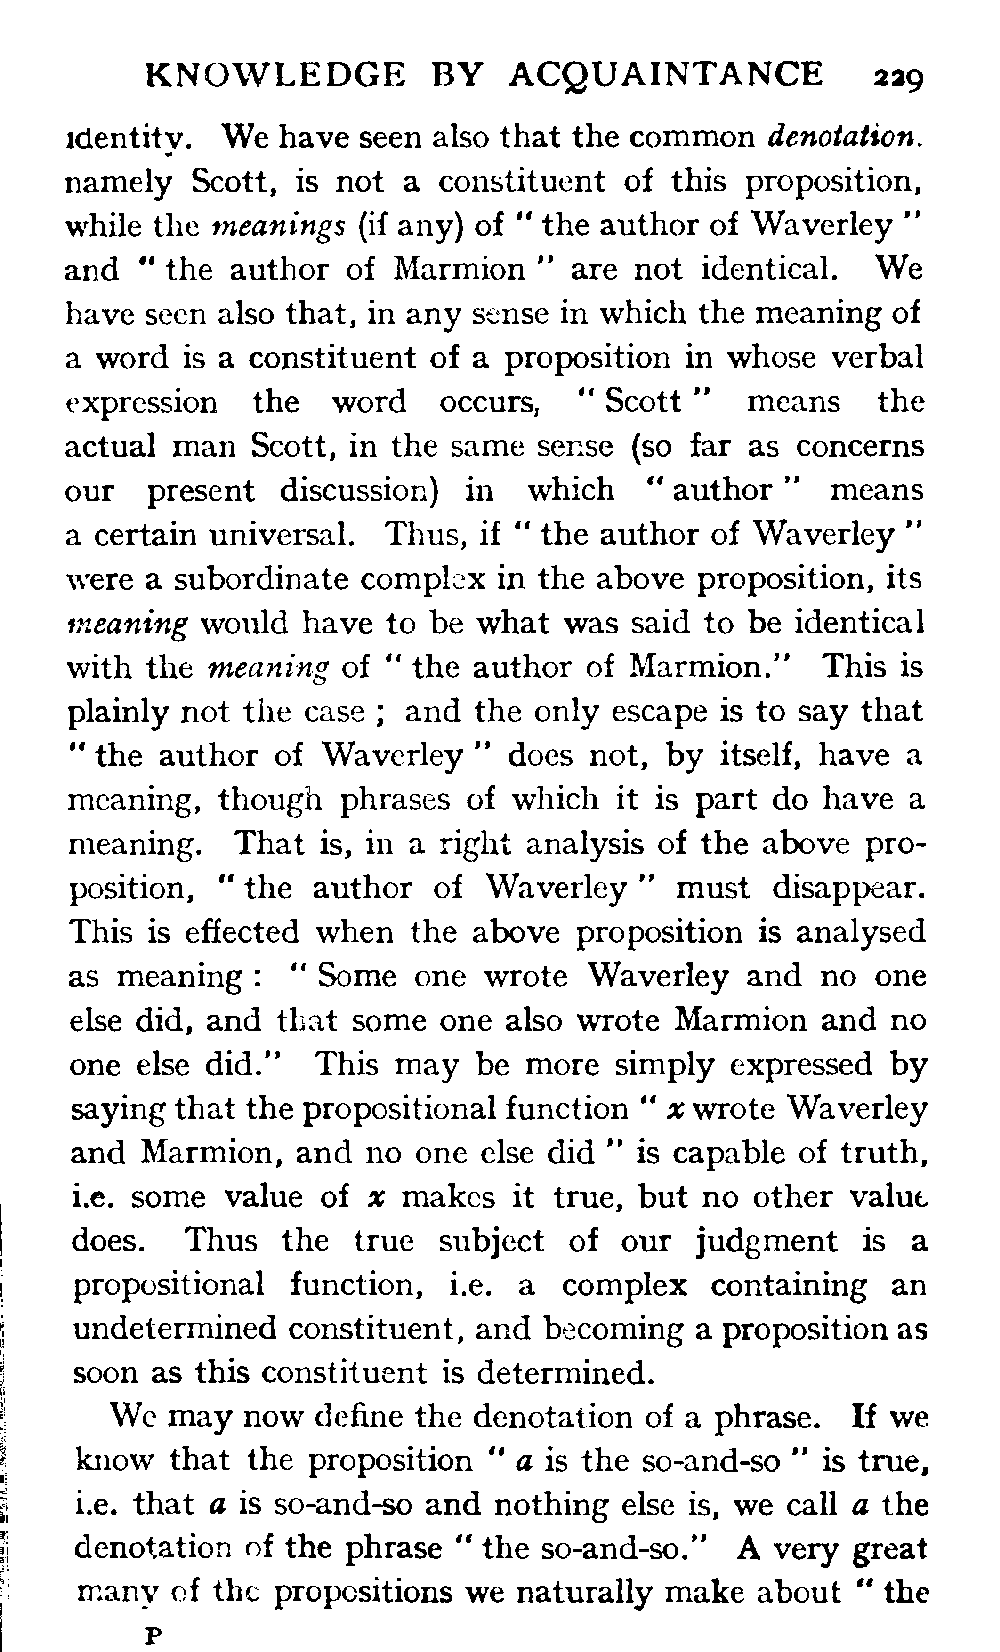 KNOWLEDGE BY ACQUAINTANCE 229
identity. We have seen also that the common denotation,
namely Scott, is not a constituent of this proposition,
while the meanings (if any) of " the author of Waverley "
and " the author of Marmion " are not identical. We
have seen also that, in any sense in which the meaning of
a word is a constituent of a proposition in whose verbal
expression the word occurs, " Scott " means the
actual man Scott, in the same sense (so far as concerns
our present discussion) in which " author " means
a certain universal. Thus, if " the author of Waverley "
were a subordinate complex in the above proposition, its
meaning would have to be what was said to be identical
with the meaning of " the author of Marmion." This is
plainly not the case ; and the only escape is to say that
" the author of Waverley " does not, by itself, have a
meaning, though phrases of which it is part do have a
meaning. That is, in a right analysis of the above pro-
position, " the author of Waverley " must disappear.
This is effected when the above proposition is analysed
as meaning : " Some one wrote Waverley and no one
else did, and that some one also wrote Marmion and no
one else did." This may be more simply expressed by
saying that the propositional function " x wrote Waverley
and Marmion, and no one else did " is capable of truth,
i.e. some value of x makes it true, but no other value
does. Thus the true subject of our judgment is a
propositional function, i.e. a complex containing an
undetermined constituent, and becoming a proposition as
soon as this constituent is determined.
We may now define the denotation of a phrase. If we
know that the proposition " a is the so-and-so " is true,
i.e. that a is so-and-so and nothing else is, we call a the
denotation of the phrase " the so-and-so." A very great
many of the propositions we naturally make about " the
P